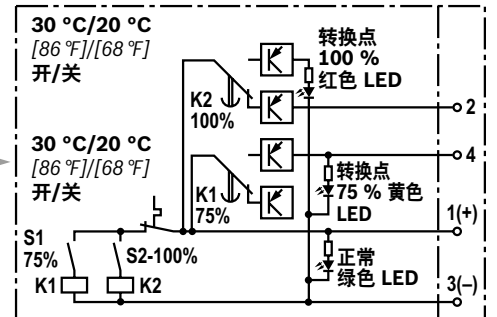 30 °C/20 °C
[86 °F]/[68 °F]
开/关
转换点
100 %
红色 LED
K2
100%
2
30 °C/20 °C
[86 °F]/[68 °F]
开/关
4
转换点
75 % 黄色
LED
K1
75%
1(+)
S1
75%
S2-100%
正常
绿色 LED
K1
K2
3(–)